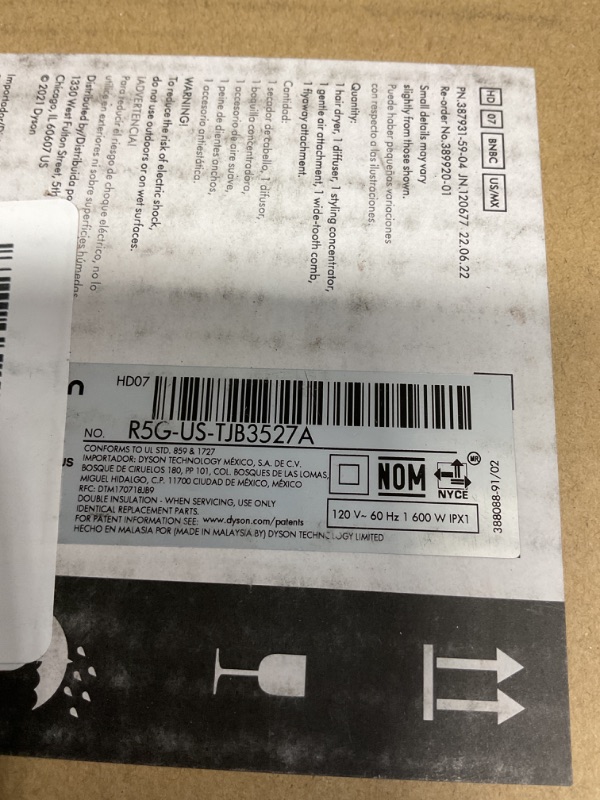 HD 07 BNBC US/MX
PN.387931-59-04 JN.120677 22.06.22
Re-order No.389920-01
Small details may vary
slightly from those shown.
Puede haber pequeñas variaciones
con respecto a las ilustraciones.
Quantity:
1 hair dryer, 1 diffuser, 1 styling concentrator,
1 gentle air attachment, 1 wide-tooth comb,
1 flyaway attachment.
Cantidad:
1 secador de cabello, 1 difusor,
1 boquilla concentradora,
1 accesorio de aire suave,
1 peine de dientes anchos,
1 accesorio antiestática.
WARNING!
To reduce the risk of electric shock,
do not use outdoors or on wet surfaces.
¡ADVERTENCIA!
Para reducir el riesgo de choque eléctrico, no lo
utilice en exteriores ni sobre superficies húmedas
Distributed by/Distribuida po
1330 West Fulton Street, 5th
Chicago, IL 60607 US
© 2021 Dyson
Importador
HD07
NO. R5G-US-TJB3527A
CONFORMS TO UL STD. 859 & 1727
IMPORTADOR: DYSON TECHNOLOGY MÉXICO, S.A. DE C.V.
BOSQUE DE CIRUELOS 180, PP 101, COL. BOSQUES DE LAS LOMAS,
MIGUEL HIDALGO, C.P. 11700 CIUDAD DE MÉXICO, MÉXICO
RFC: DTM170718JB9
DOUBLE INSULATION - WHEN SERVICING, USE ONLY
IDENTICAL REPLACEMENT PARTS.
FOR PATENT INFORMATION SEE: www.dyson.com/patents
HECHO EN MALASIA POR (MADE IN MALAYSIA BY) DYSON TECHNOLOGY LIMITED
NOM
MR
NYCE
120 V~ 60 Hz 1 600 W IPX1
388088-91/02